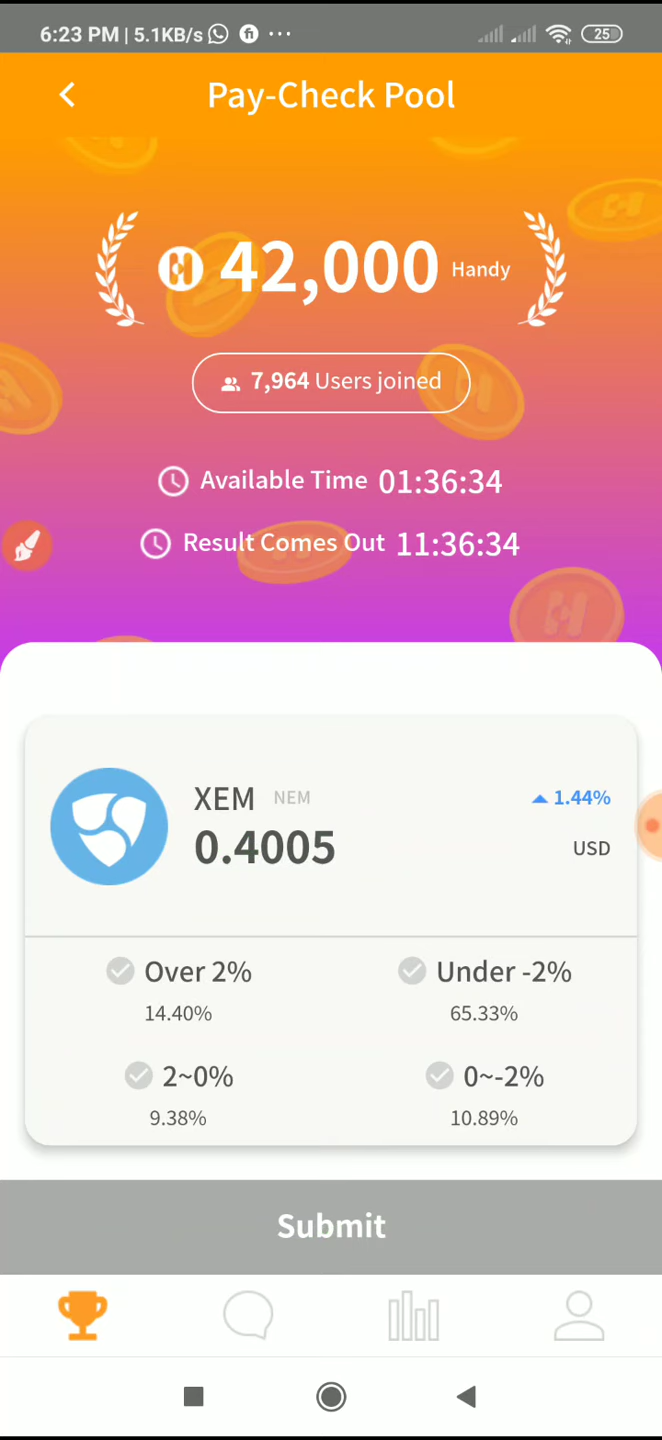 6:23 PM | 5.1KB/s fi ...
25
Pay-Check Pool
42,000 Handy
7,964 Users joined
Available Time 01:36:34
Result Comes Out 11:36:34
XEM NEM 1.44%
0.4005 USD
Over 2% Under -2%
14.40% 65.33%
2~0% 0~-2%
9.38% 10.89%
Submit